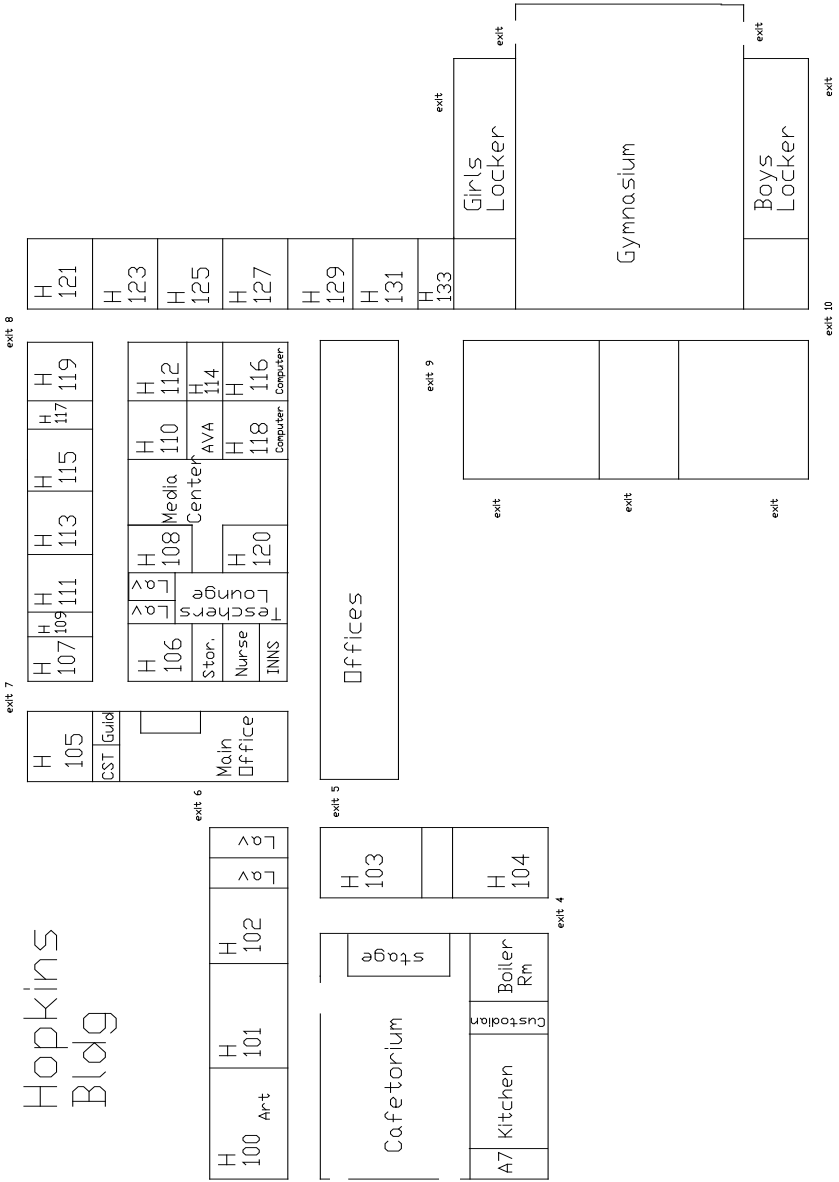 Hopkins
Bldg
H
100
Art
H
101
H
102
Lav
Lav
exit 6
H
105
CST
Guid
Main
Office
exit 7
H
107
H
109
H
111
H
113
H
115
H
117
H
119
exit 8
H
106
Stor.
Nurse
INNS
Lav
Lav
Teschers
Lounge
H
108
H
120
Media
Center
H
110
AVA
H
118
Computer
H
112
H
114
H
116
Computer
H
121
H
123
H
125
H
127
H
129
H
131
H
133
Girls
Locker
exit
exit
Gymnasium
exit
Boys
Locker
exit
exit 10
exit 9
exit
exit
exit
Offices
exit 5
H
103
H
104
exit 4
stage
Cafetorium
Boiler
Rm
Custodian
Kitchen
A7